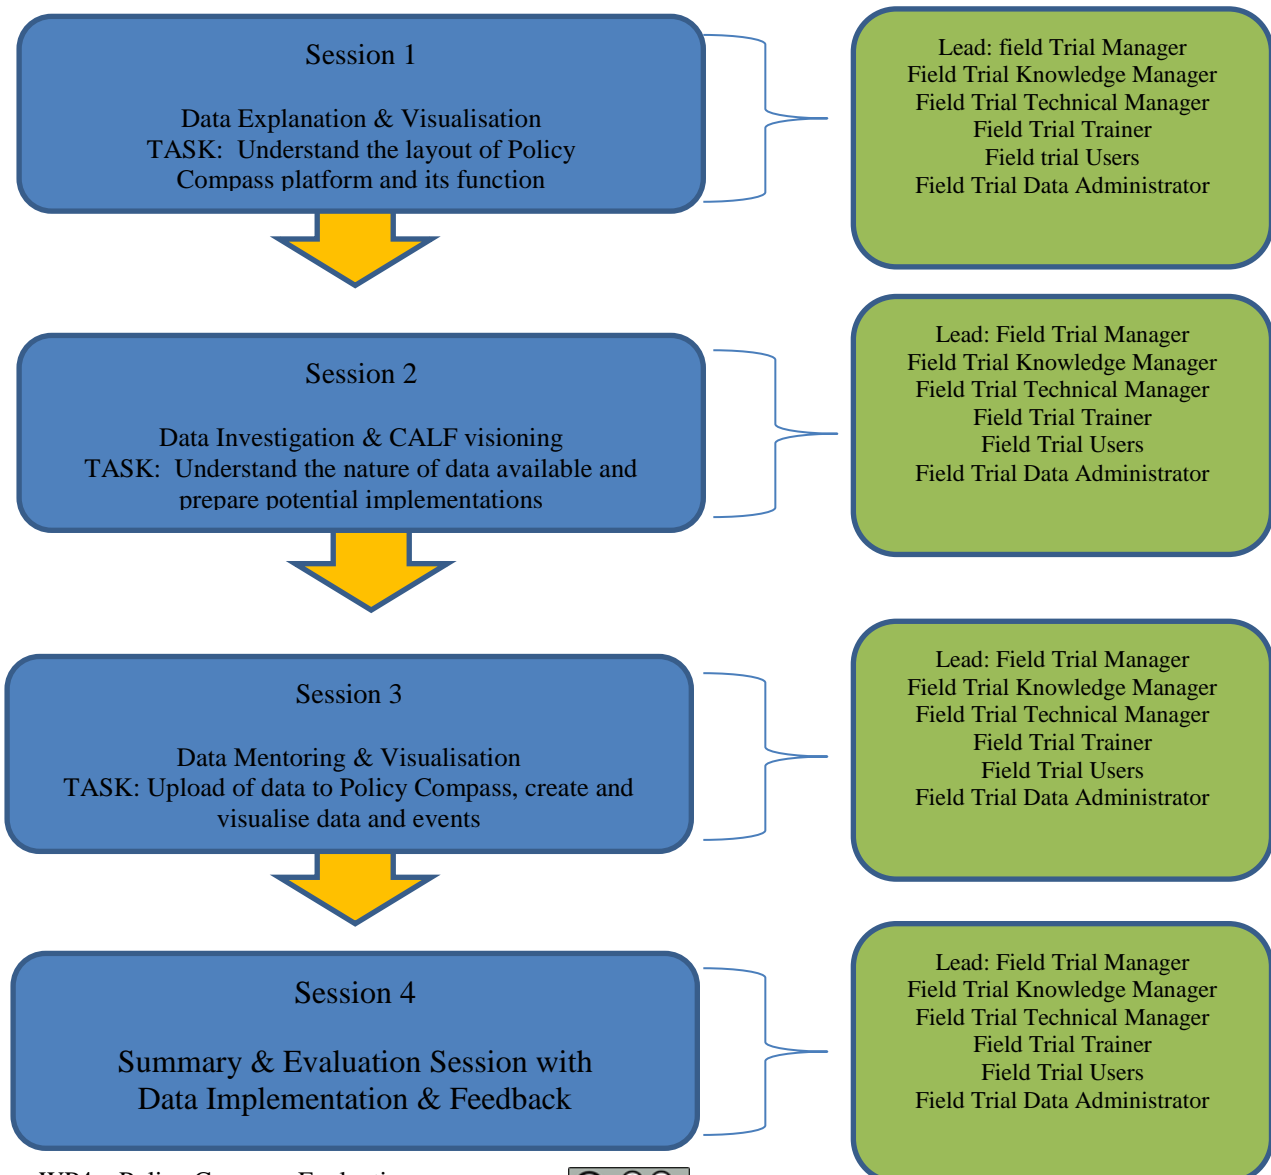 Session 1
Data Explanation & Visualisation
TASK:  Understand the layout of Policy
Compass platform and its function
Lead: field Trial Manager
Field Trial Knowledge Manager
Field Trial Technical Manager
Field Trial Trainer
Field trial Users
Field Trial Data Administrator
Session 2
Data Investigation & CALF visioning
TASK:  Understand the nature of data available and
prepare potential implementations
Lead: Field Trial Manager
Field Trial Knowledge Manager
Field Trial Technical Manager
Field Trial Trainer
Field Trial Users
Field Trial Data Administrator
Session 3
Data Mentoring & Visualisation
TASK: Upload of data to Policy Compass, create and
visualise data and events
Lead: Field Trial Manager
Field Trial Knowledge Manager
Field Trial Technical Manager
Field Trial Trainer
Field Trial Users
Field Trial Data Administrator
Session 4
Summary & Evaluation Session with
Data Implementation & Feedback
Lead: Field Trial Manager
Field Trial Knowledge Manager
Field Trial Technical Manager
Field Trial Trainer
Field Trial Users
Field Trial Data Administrator